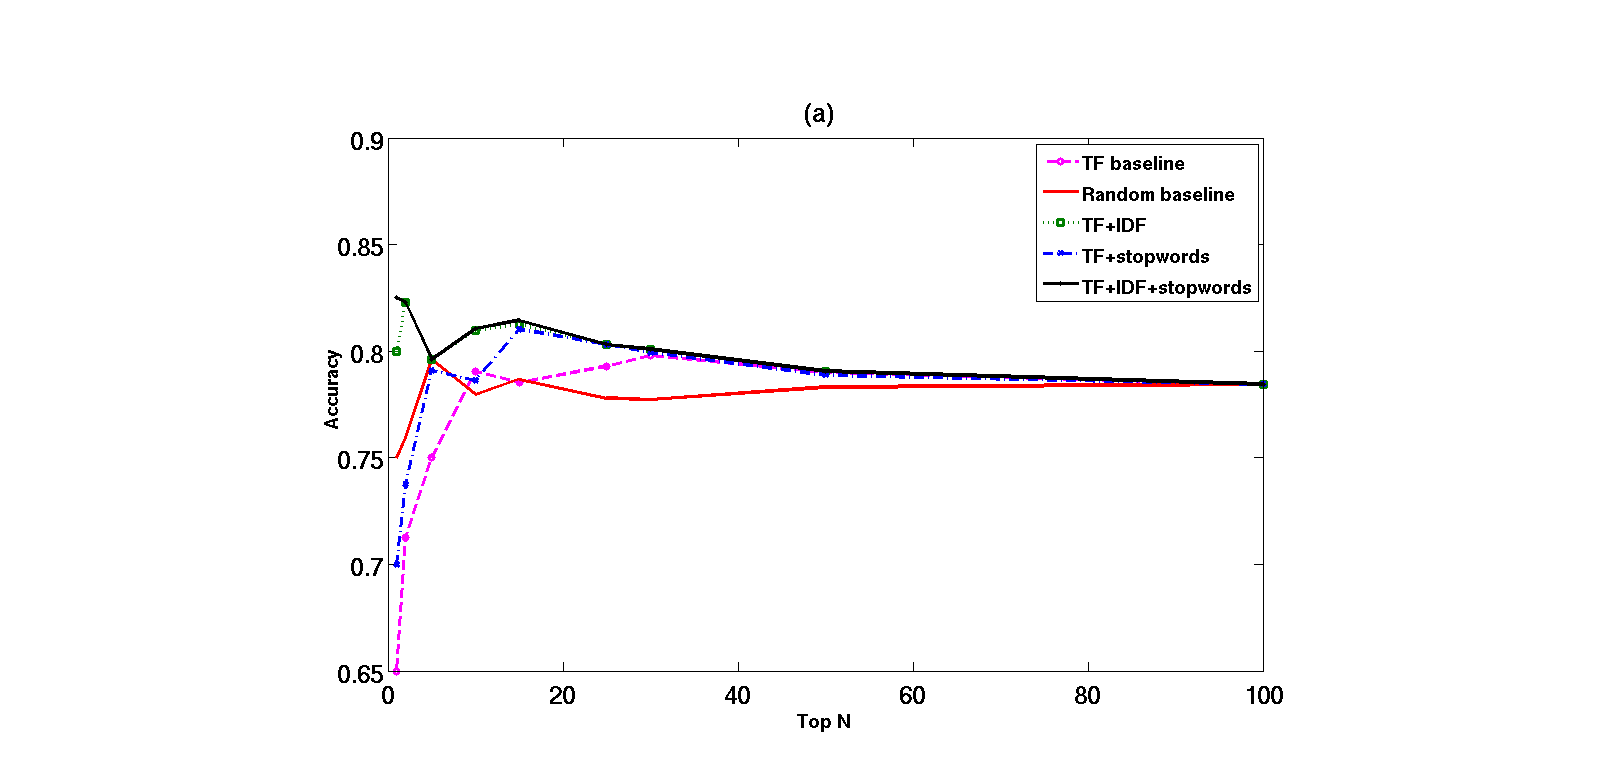 (a)
0.9
0.85
0.8
0.75
0.7
0.65
Accuracy
0
20
40
60
80
100
Top N
TF baseline
Random baseline
TF+IDF
TF+stopwords
TF+IDF+stopwords